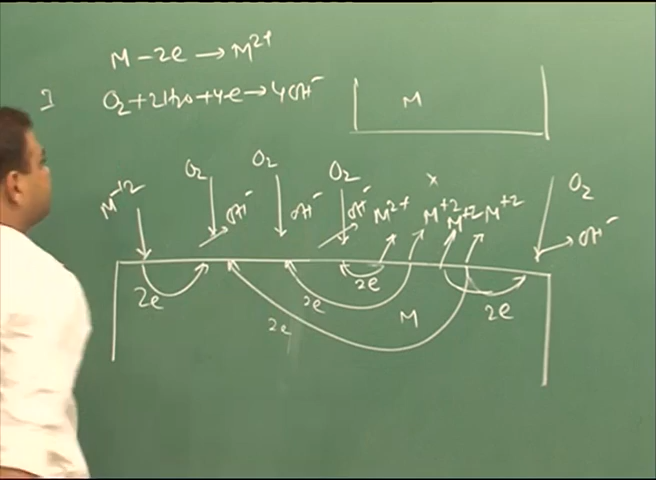 M-2e→M²⁺
O₂+2H₂O+4e→4OH⁻
M
O₂ O₂ O₂ x O₂
M⁺² OH⁻ OH⁻ OH⁻ M²⁺ M⁺² M⁺² M⁺² OH⁻
2e 2e 2e 2e
2e M